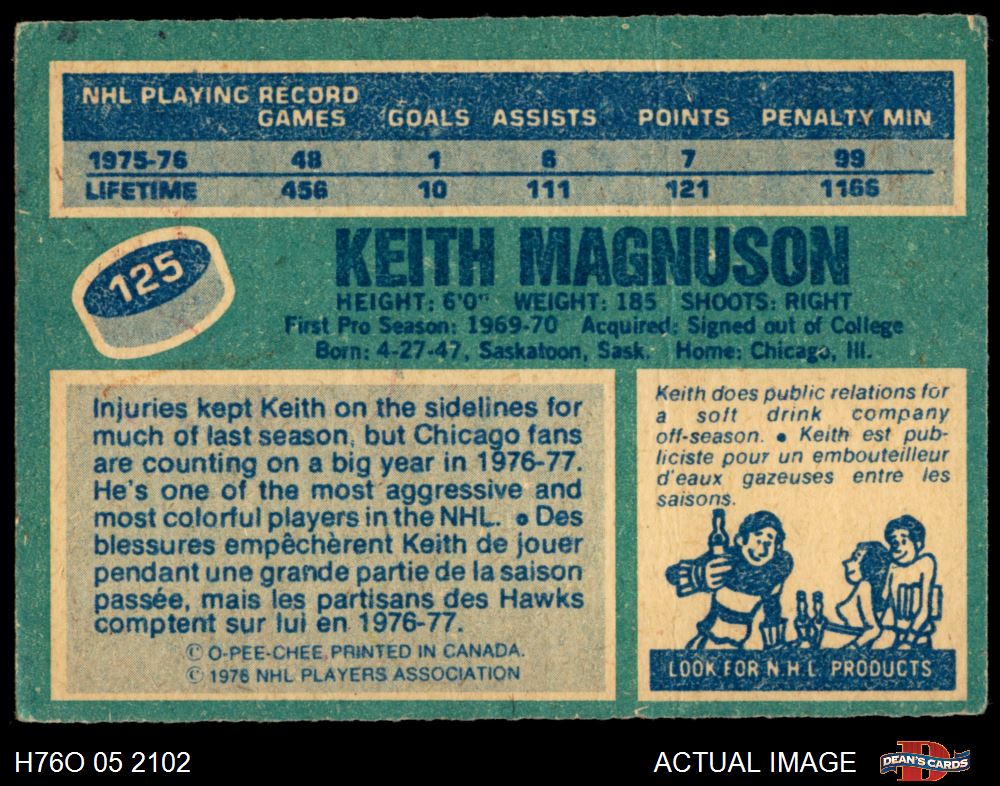 NHL PLAYING RECORD
GAMES GOALS ASSISTS POINTS PENALTY MIN
1975-76 48 1 6 7 99
LIFETIME 456 10 111 121 1166
125
KEITH MAGNUSON
HEIGHT: 6'0" WEIGHT: 185 SHOOTS: RIGHT
First Pro Season: 1969-70 Acquired: Signed out of College
Born: 4-27-47, Saskatoon, Sask. Home: Chicago, Ill.
Injuries kept Keith on the sidelines for
much of last season, but Chicago fans
are counting on a big year in 1976-77.
He's one of the most aggressive and
most colorful players in the NHL. • Des
blessures empêchèrent Keith de jouer
pendant une grande partie de la saison
passée, mais les partisans des Hawks
comptent sur lui en 1976-77.
© O-PEE-CHEE PRINTED IN CANADA.
© 1976 NHL PLAYERS ASSOCIATION
Keith does public relations for
a soft drink company
off-season. • Keith est pub-
liciste pour un embouteilleur
d'eaux gazeuses entre les
saisons.
LOOK FOR N.H.L PRODUCTS
H76O 05 2102
ACTUAL IMAGE
DEAN'S CARDS